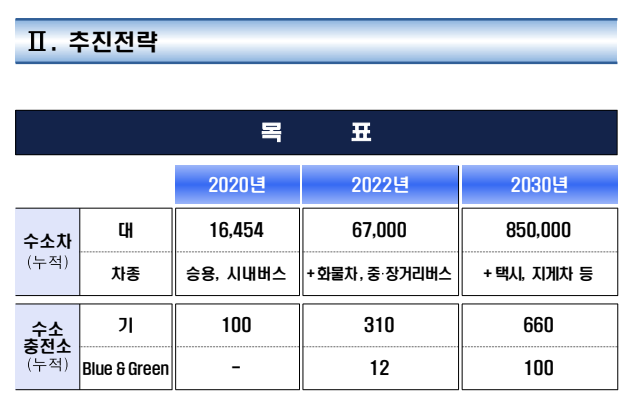 Ⅱ. 추진전략
목 표
2020년 2022년 2030년
수소차
(누적)
대 16,454 67,000 850,000
차종 승용, 시내버스 +화물차, 중·장거리버스 +택시, 지게차 등
수소
충전소
(누적)
기 100 310 660
Blue & Green - 12 100